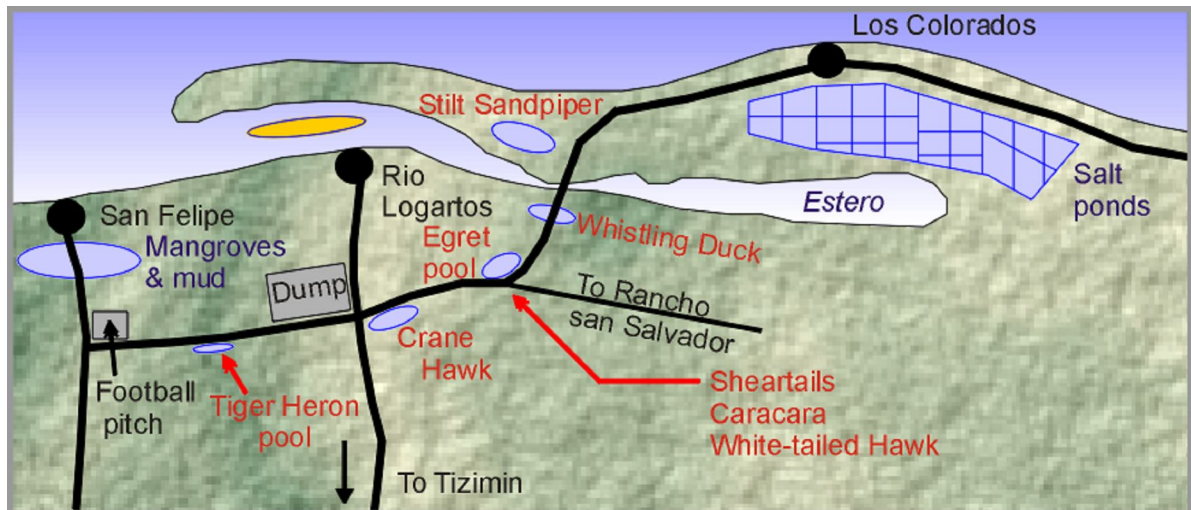 Los Colorados
Stilt Sandpiper
Salt
ponds
Rio
Logartos
Estero
San Felipe
Mangroves
& mud
Egret
pool
Whistling Duck
Dump
To Rancho
san Salvador
Crane
Hawk
Football
pitch
Tiger Heron
pool
Sheartails
Caracara
White-tailed Hawk
To Tizimin